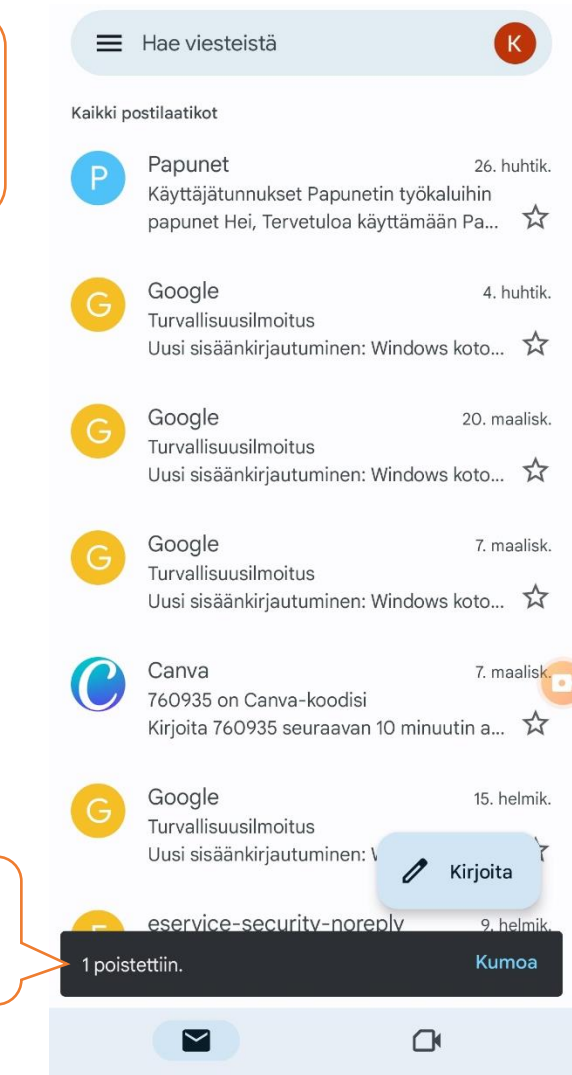 Hae viesteistä
K
Kaikki postilaatikot
P
Papunet
26. huhtik.
Käyttäjätunnukset Papunetin työkaluihin
papunet Hei, Tervetuloa käyttämään Pa...
G
Google
4. huhtik.
Turvallisuusilmoitus
Uusi sisäänkirjautuminen: Windows koto...
G
Google
20. maalisk.
Turvallisuusilmoitus
Uusi sisäänkirjautuminen: Windows koto...
G
Google
7. maalisk.
Turvallisuusilmoitus
Uusi sisäänkirjautuminen: Windows koto...
C
Canva
7. maalisk.
760935 on Canva-koodisi
Kirjoita 760935 seuraavan 10 minuutin a...
G
Google
15. helmik.
Turvallisuusilmoitus
Uusi sisäänkirjautuminen:
Kirjoita
eservice-security-noreply
9. helmik.
1 poistettiin.
Kumoa